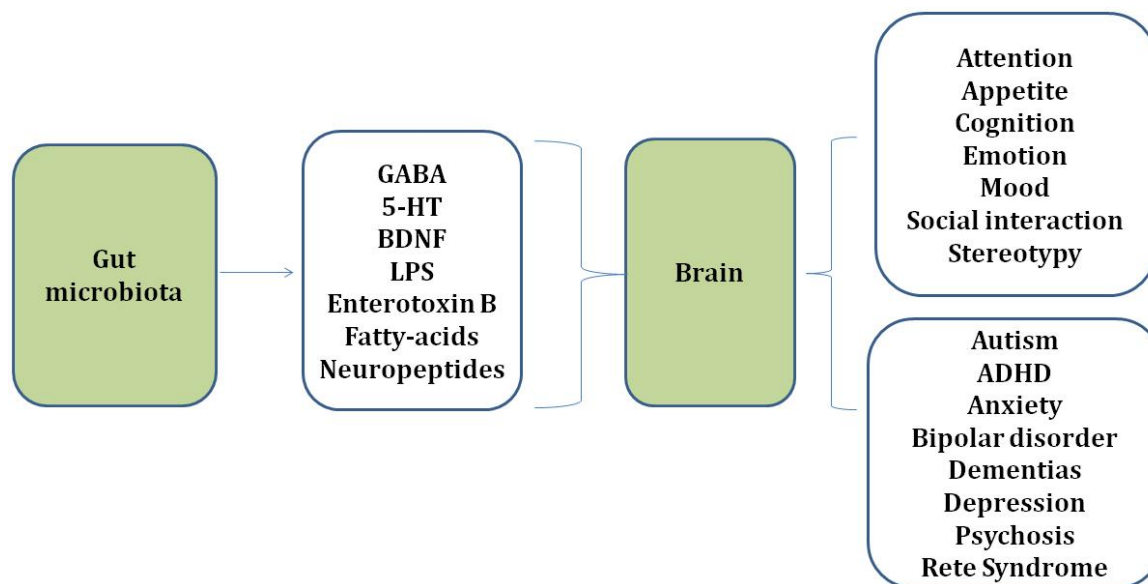 Gut
microbiota
GABA
5-HT
BDNF
LPS
Enterotoxin B
Fatty-acids
Neuropeptides
Brain
Attention
Appetite
Cognition
Emotion
Mood
Social interaction
Stereotypy
Autism
ADHD
Anxiety
Bipolar disorder
Dementias
Depression
Psychosis
Rete Syndrome